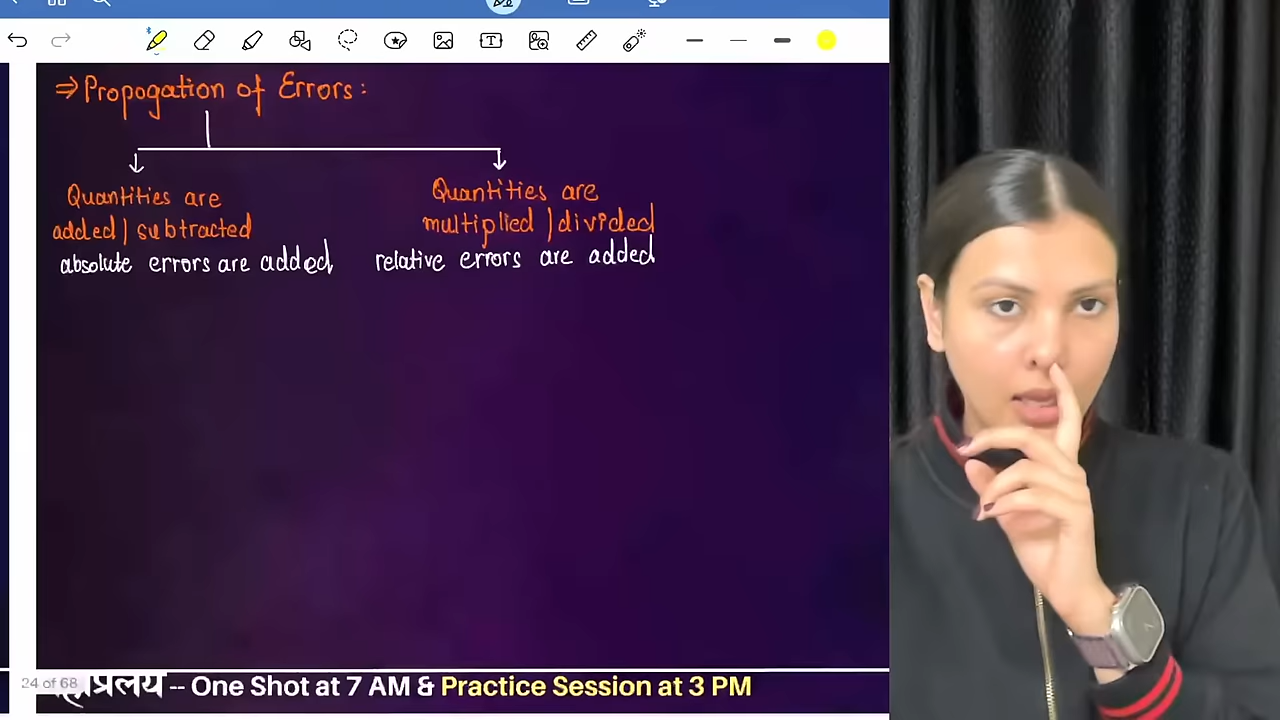 ⇒ Propogation of Errors:
Quantities are
added | subtracted
absolute errors are added
Quantities are
multiplied | divided
relative errors are added
24 of 68
प्रलय -- One Shot at 7 AM & Practice Session at 3 PM